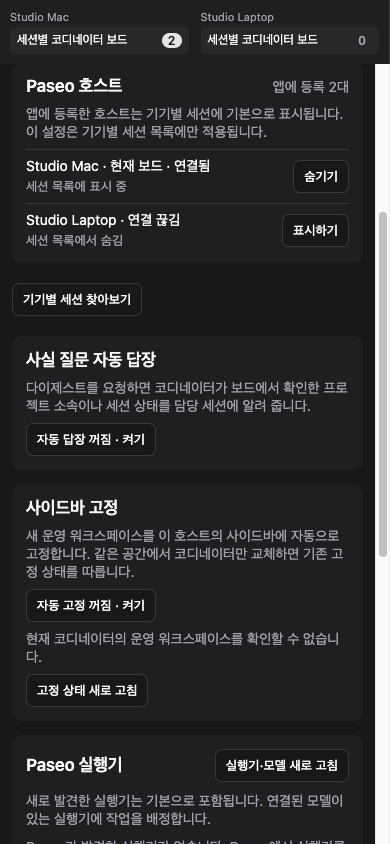 Studio Mac
세션별 코디네이터 보드 2
Studio Laptop
세션별 코디네이터 보드 0
Paseo 호스트
앱에 등록 2대
앱에 등록한 호스트는 기기별 세션에 기본으로 표시됩니다.
이 설정은 기기별 세션 목록에만 적용됩니다.
Studio Mac · 현재 보드 · 연결됨
세션 목록에 표시 중
숨기기
Studio Laptop · 연결 끊김
세션 목록에서 숨김
표시하기
기기별 세션 찾아보기
사실 질문 자동 답장
다이제스트를 요청하면 코디네이터가 보드에서 확인한 프로
젝트 소속이나 세션 상태를 담당 세션에 알려 줍니다.
자동 답장 꺼짐 · 켜기
사이드바 고정
새 운영 워크스페이스를 이 호스트의 사이드바에 자동으로
고정합니다. 같은 공간에서 코디네이터만 교체하면 기존 고
정 상태를 따릅니다.
자동 고정 꺼짐 · 켜기
현재 코디네이터의 운영 워크스페이스를 확인할 수 없습니
다.
고정 상태 새로 고침
Paseo 실행기
실행기·모델 새로 고침
새로 발견한 실행기는 기본으로 포함됩니다. 연결된 모델이
있는 실행기에 작업을 배정합니다.